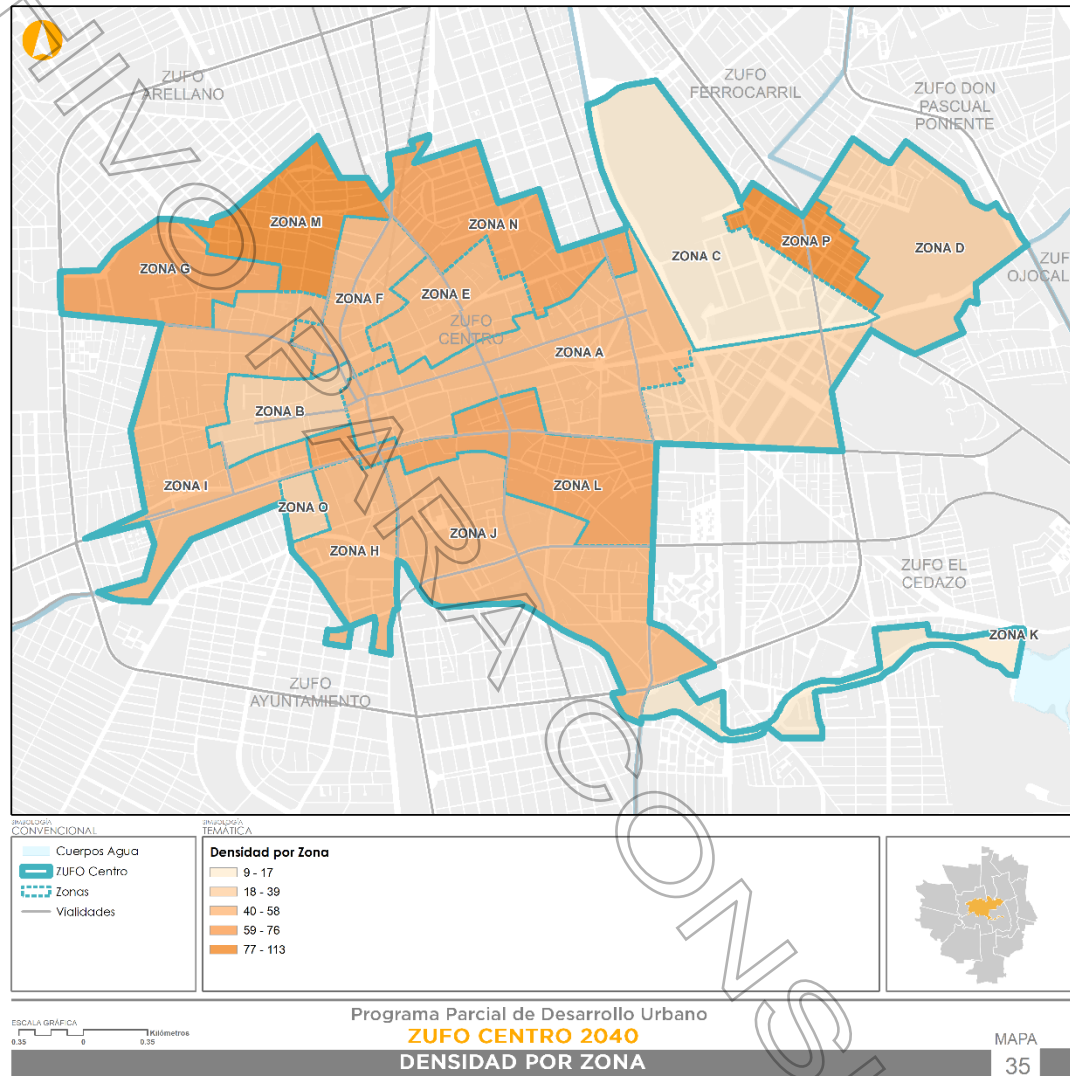 ZUFO
ARELLANO
ZUFO
FERROCARRIL
ZUFO DON
PASCUAL
PONIENTE
ZONA M
ZONA N
ZONA P
ZONA D
ZONA C
ZONA G
ZUF
OJOCAL
ZONA F
ZONA E
ZUFO
CENTRO
ZONA A
ZONA B
ZONA I
ZONA L
ZONA O
ZONA J
ZONA H
ZUFO EL
CEDAZO
ZONA K
ZUFO
AYUNTAMIENTO
IVO PARA CONS
SIMBOLOGÍA
CONVENCIONAL
Cuerpos Agua
ZUFO Centro
Zonas
Vialidades
SIMBOLOGÍA
TEMÁTICA
Densidad por Zona
9 - 17
18 - 39
40 - 58
59 - 76
77 - 113
ESCALA GRÁFICA
0.35 0 0.35
Kilómetros
Programa Parcial de Desarrollo Urbano
ZUFO CENTRO 2040
DENSIDAD POR ZONA
MAPA
35